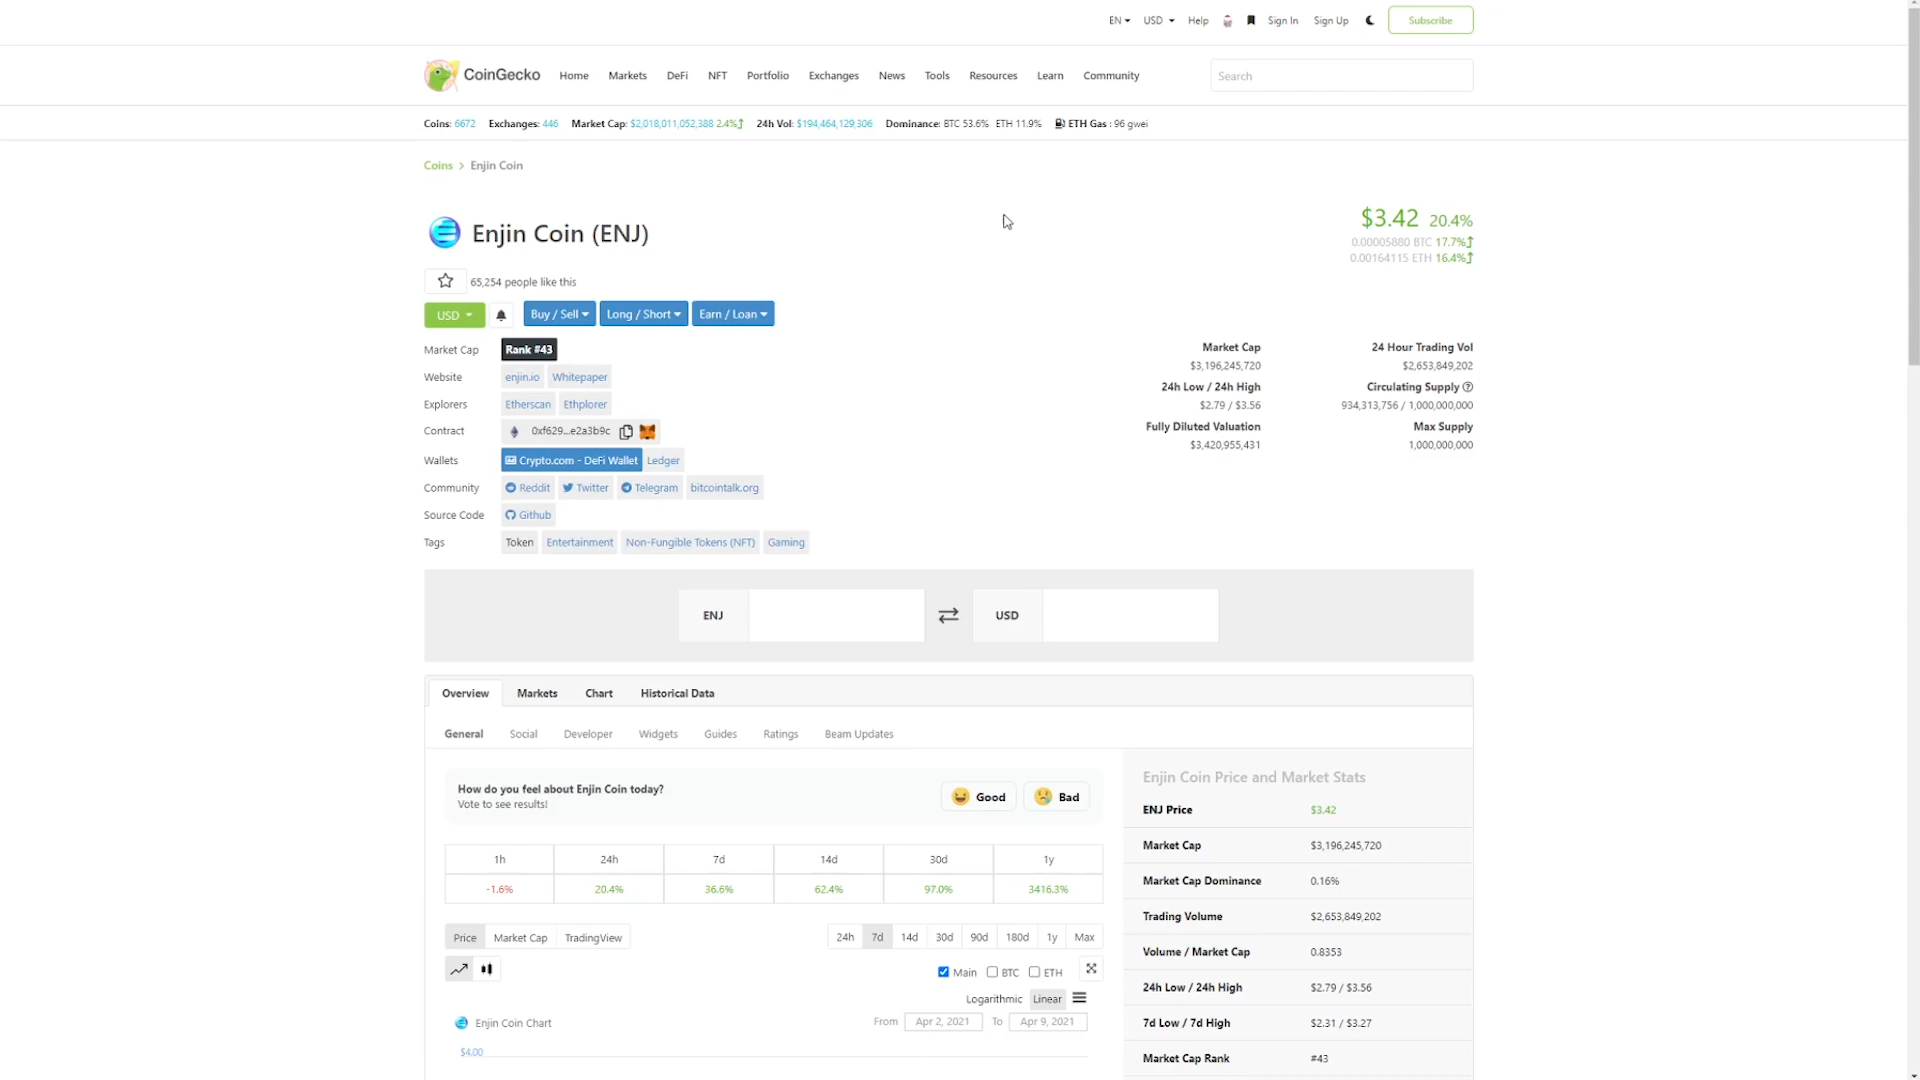 EN USD Help Sign In Sign Up Subscribe
CoinGecko Home Markets DeFi NFT Portfolio Exchanges News Tools Resources Learn Community Search
Coins: 6672 Exchanges: 446 Market Cap: $2,018,011,052,388 2.4% 24h Vol: $194,464,129,306 Dominance: BTC 53.6% ETH 11.9% ETH Gas : 96 gwei
Coins > Enjin Coin
Enjin Coin (ENJ)
$3.42 20.4%
0.00005880 BTC 17.7%
0.00164115 ETH 16.4%
65,254 people like this
USD Buy / Sell Long / Short Earn / Loan
Market Cap Rank #43
Website enjin.io Whitepaper
Explorers Etherscan Ethplorer
Contract 0xf629...e2a3b9c
Wallets Crypto.com - DeFi Wallet Ledger
Community Reddit Twitter Telegram bitcointalk.org
Source Code Github
Tags Token Entertainment Non-Fungible Tokens (NFT) Gaming
Market Cap 24 Hour Trading Vol
$3,196,245,720 $2,653,849,202
24h Low / 24h High Circulating Supply
$2.79 / $3.56 934,313,756 / 1,000,000,000
Fully Diluted Valuation Max Supply
$3,420,955,431 1,000,000,000
ENJ USD
Overview Markets Chart Historical Data
General Social Developer Widgets Guides Ratings Beam Updates
How do you feel about Enjin Coin today?
Vote to see results!
Good Bad
1h 24h 7d 14d 30d 1y
-1.6% 20.4% 36.6% 62.4% 97.0% 3416.3%
Price Market Cap TradingView 24h 7d 14d 30d 90d 180d 1y Max
Main BTC ETH
Logarithmic Linear
Enjin Coin Chart From Apr 2, 2021 To Apr 9, 2021
$4.00
Enjin Coin Price and Market Stats
ENJ Price $3.42
Market Cap $3,196,245,720
Market Cap Dominance 0.16%
Trading Volume $2,653,849,202
Volume / Market Cap 0.8353
24h Low / 24h High $2.79 / $3.56
7d Low / 7d High $2.31 / $3.27
Market Cap Rank #43